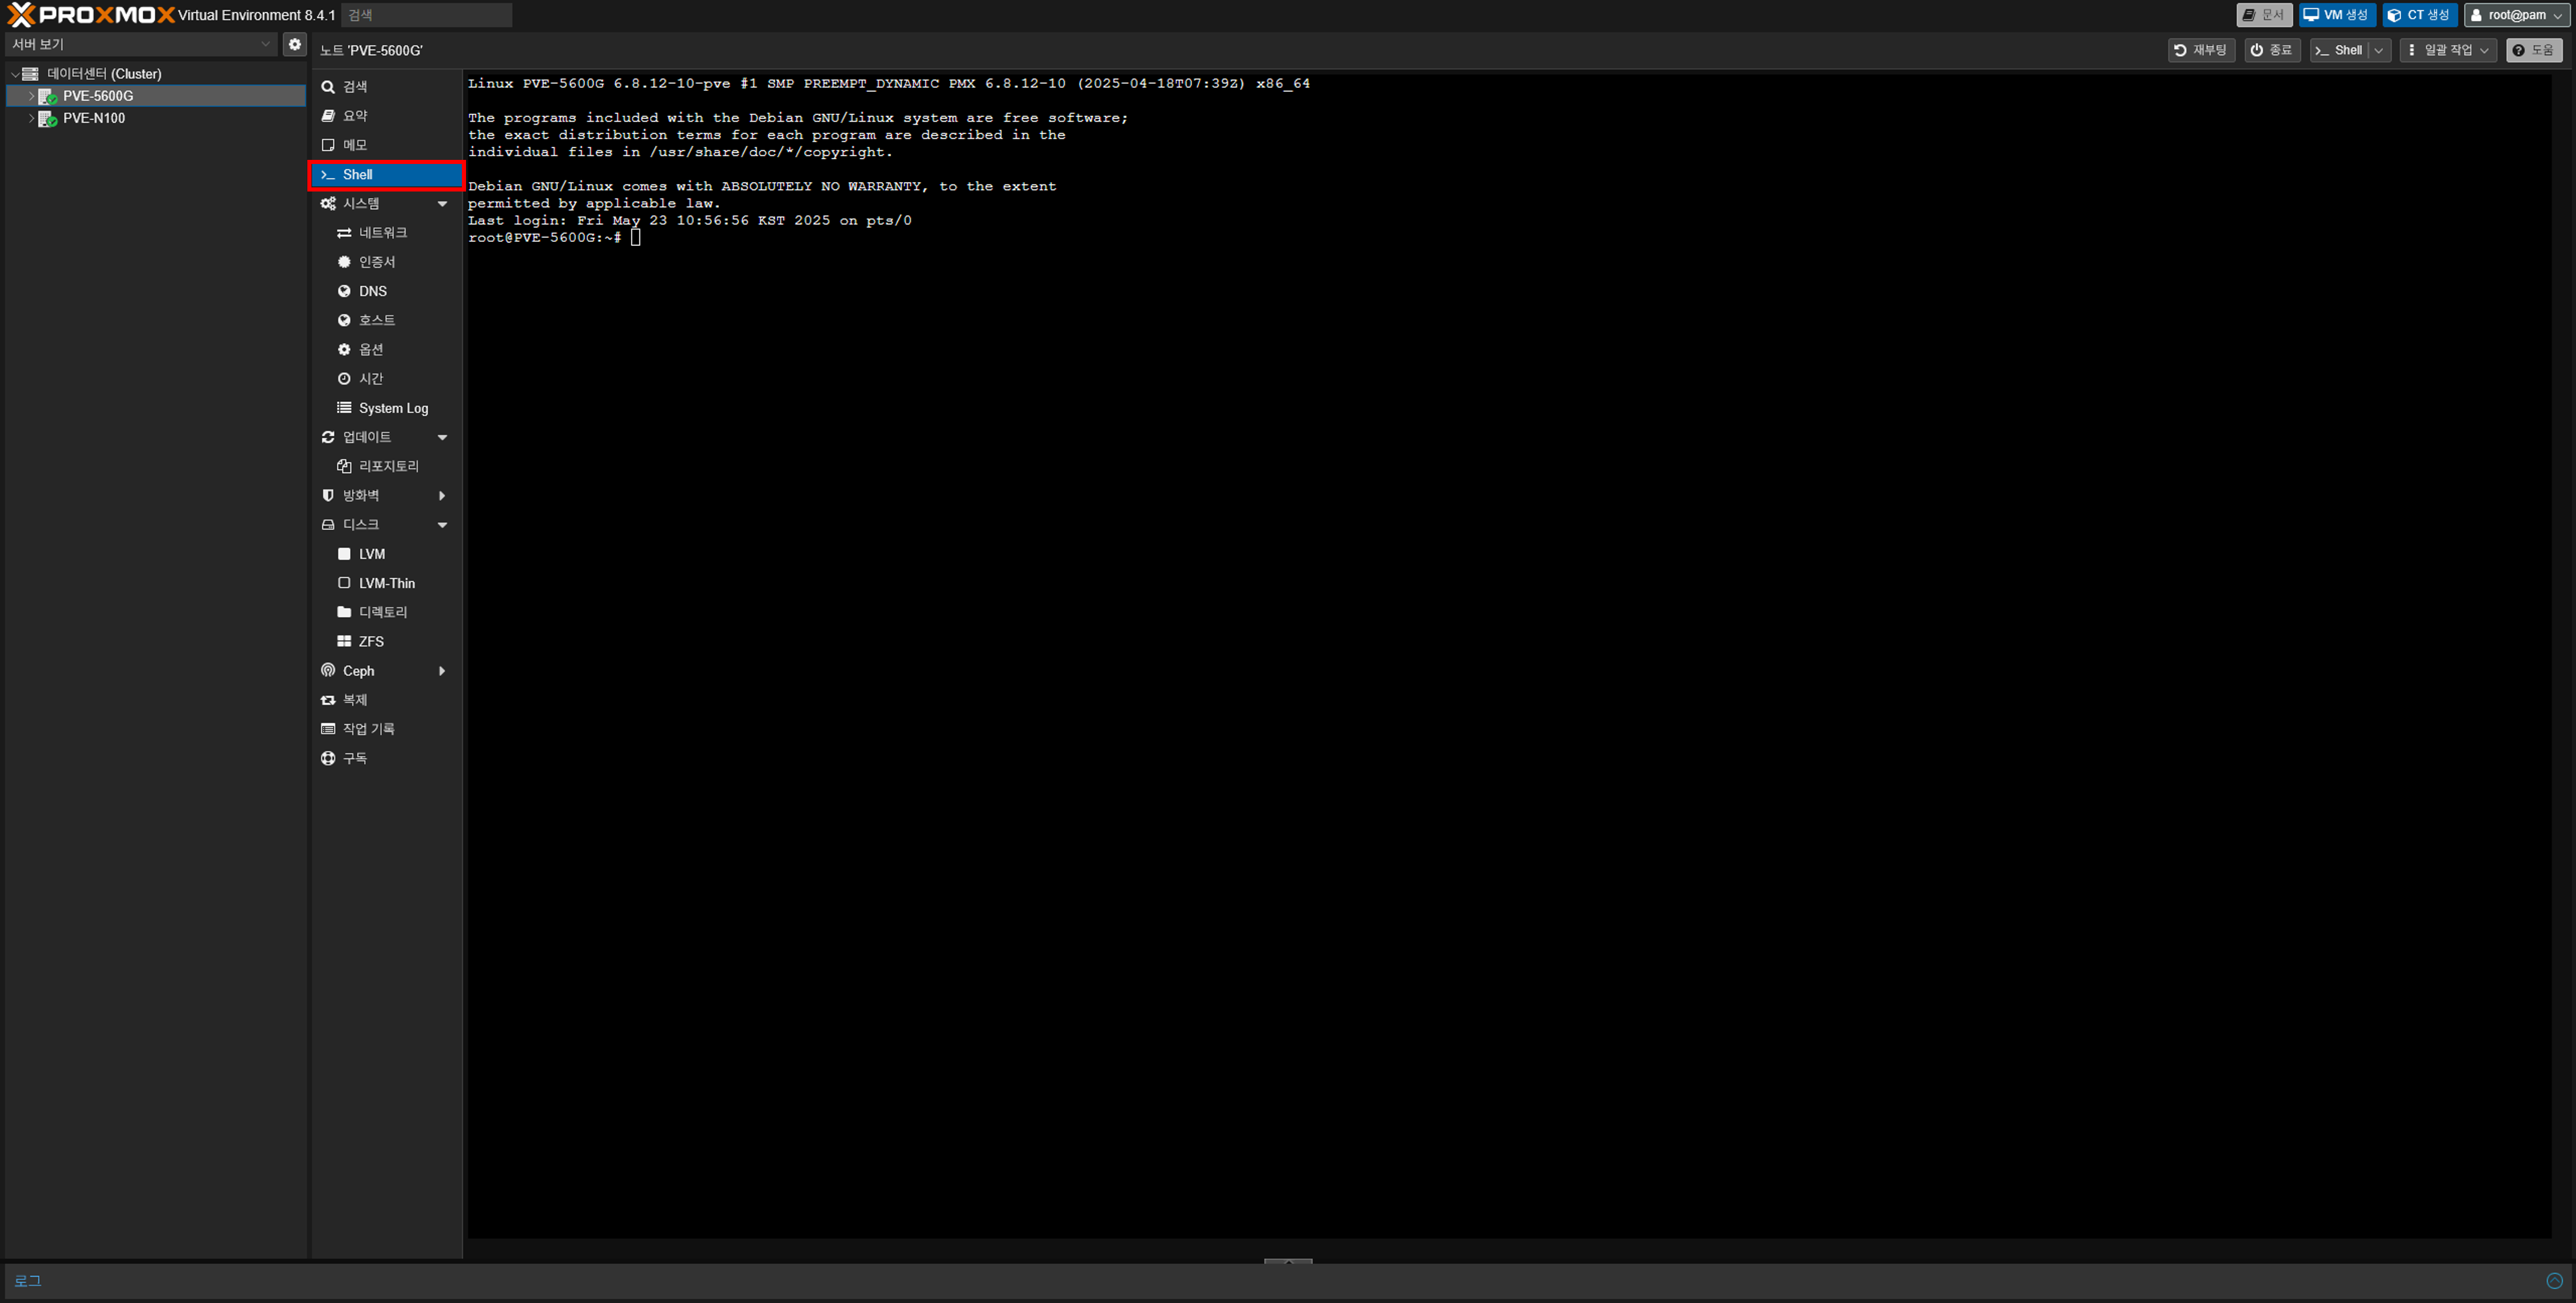 PROXMOX Virtual Environment 8.4.1 검색
문서 VM 생성 CT 생성 root@pam
서버 보기
노드 'PVE-5600G'
재부팅 종료 Shell 일괄 작업 도움
데이터센터 (Cluster)
PVE-5600G
PVE-N100
검색
요약
메모
Shell
시스템
네트워크
인증서
DNS
호스트
옵션
시간
System Log
업데이트
리포지토리
방화벽
디스크
LVM
LVM-Thin
디렉토리
ZFS
Ceph
복제
작업 기록
구독
Linux PVE-5600G 6.8.12-10-pve #1 SMP PREEMPT_DYNAMIC PMX 6.8.12-10 (2025-04-18T07:39Z) x86_64
The programs included with the Debian GNU/Linux system are free software;
the exact distribution terms for each program are described in the
individual files in /usr/share/doc/*/copyright.
Debian GNU/Linux comes with ABSOLUTELY NO WARRANTY, to the extent
permitted by applicable law.
Last login: Fri May 23 10:56:56 KST 2025 on pts/0
root@PVE-5600G:~#
로그